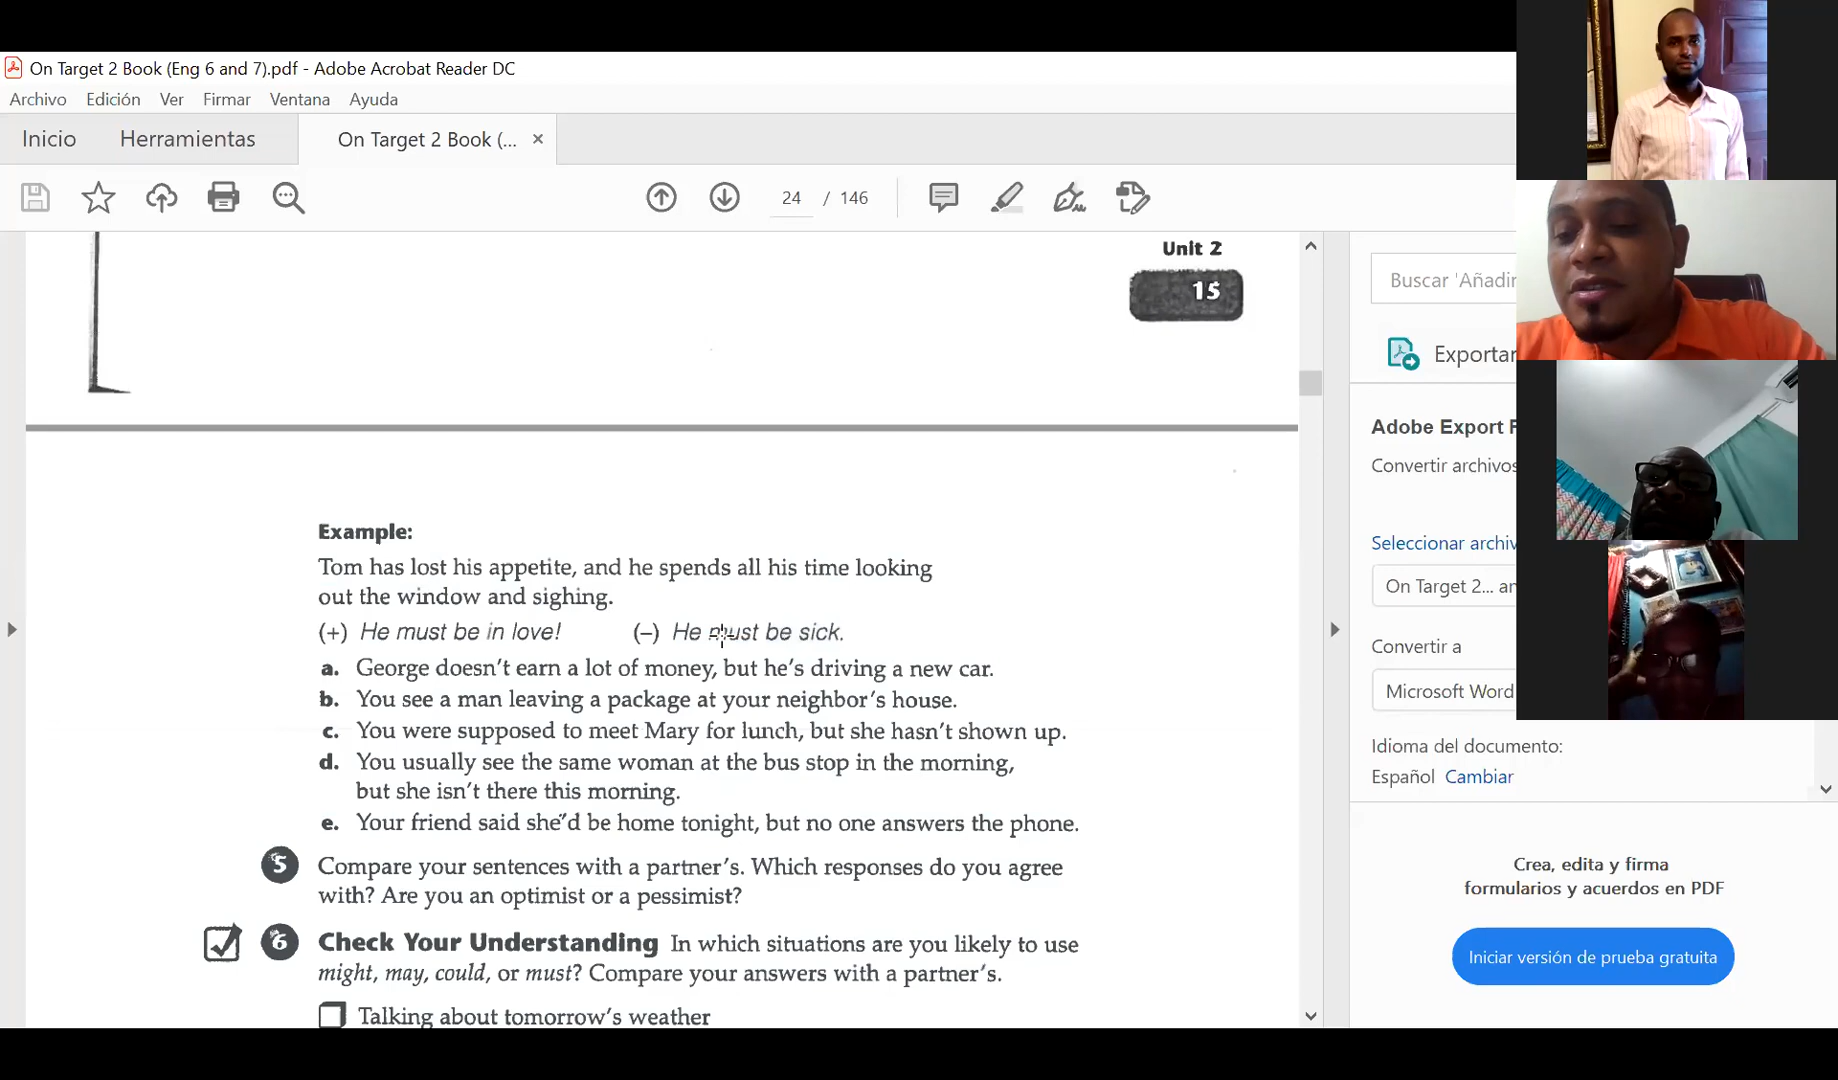 On Target 2 Book (Eng 6 and 7).pdf - Adobe Acrobat Reader DC
Archivo Edición Ver Firmar Ventana Ayuda
Inicio Herramientas On Target 2 Book (... ×
24 / 146
Unit 2
15
Example:
Tom has lost his appetite, and he spends all his time looking
out the window and sighing.
(+) He must be in love! (–) He must be sick.
a. George doesn't earn a lot of money, but he's driving a new car.
b. You see a man leaving a package at your neighbor's house.
c. You were supposed to meet Mary for lunch, but she hasn't shown up.
d. You usually see the same woman at the bus stop in the morning,
but she isn't there this morning.
e. Your friend said she'd be home tonight, but no one answers the phone.
5 Compare your sentences with a partner's. Which responses do you agree
with? Are you an optimist or a pessimist?
6 Check Your Understanding In which situations are you likely to use
might, may, could, or must? Compare your answers with a partner's.
Talking about tomorrow's weather
Buscar 'Añadir
Exportar
Adobe Export P
Convertir archivos
Seleccionar archiv
On Target 2... an
Convertir a
Microsoft Word
Idioma del documento:
Español Cambiar
Crea, edita y firma
formularios y acuerdos en PDF
Iniciar versión de prueba gratuita